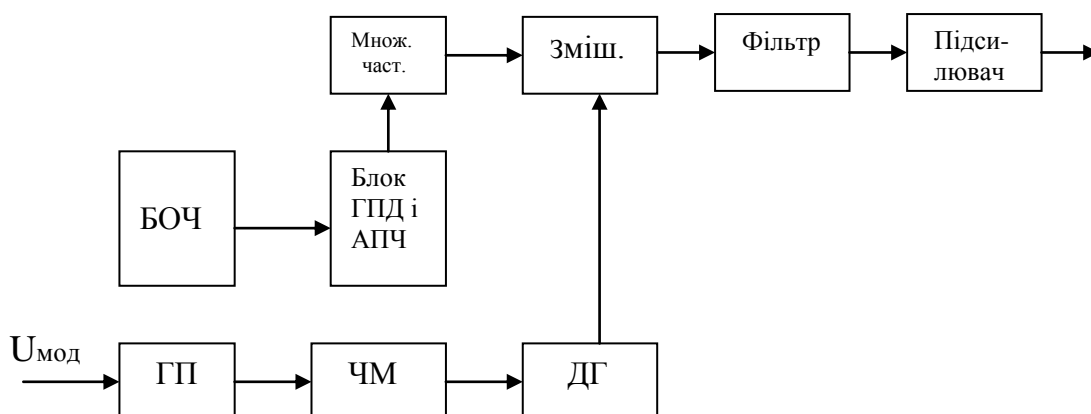 Множ.
част.
Зміш.
Фільтр
Підси-
лювач
БОЧ
Блок
ГПД і
АПЧ
Uмод
ГП
ЧМ
ДГ